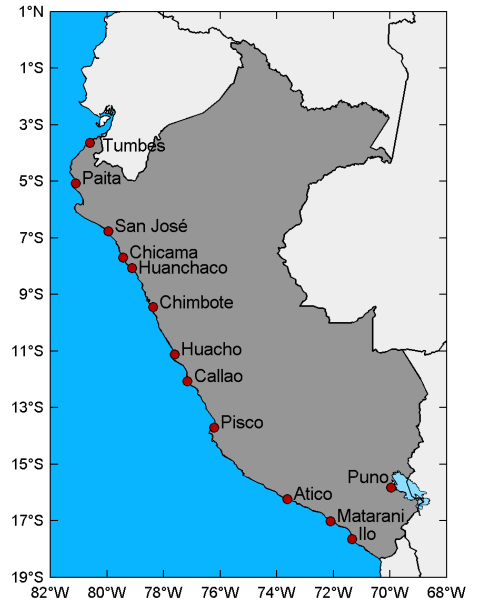 1°N
1°S
3°S
Tumbes
5°S
Paita
7°S
San José
Chicama
Huanchaco
9°S
Chimbote
11°S
Huacho
Callao
13°S
Pisco
15°S
Puno
Atico
17°S
Matarani
Ilo
19°S
82°W 80°W 78°W 76°W 74°W 72°W 70°W 68°W